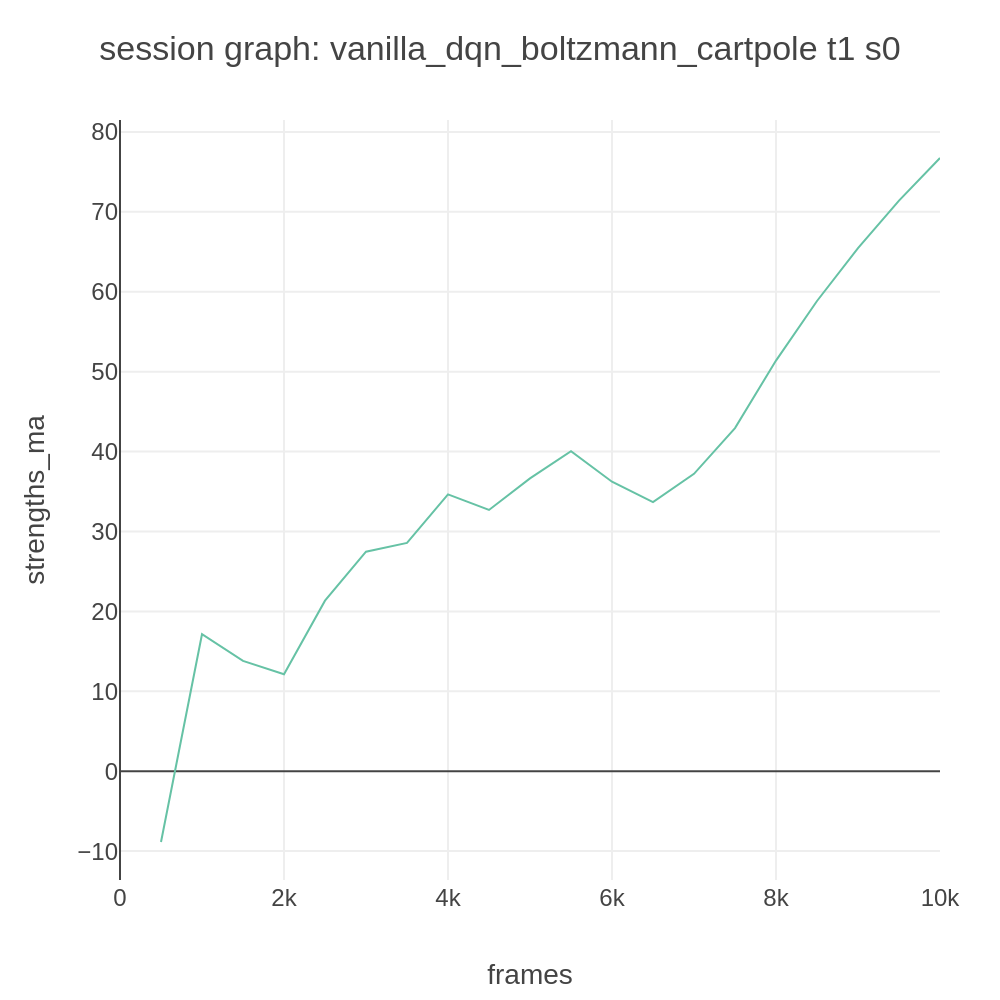 session graph: vanilla_dqn_boltzmann_cartpole t1 s0
80
70
60
50
40
30
20
10
0
−10
strengths_ma
0 2k 4k 6k 8k 10k
frames